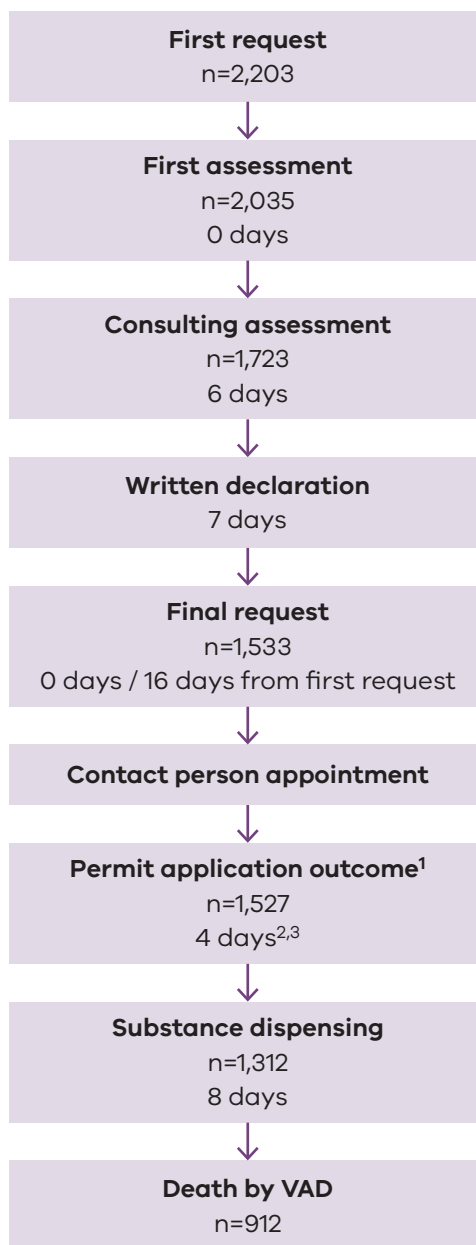 First request
n=2,203
First assessment
n=2,035
0 days
Consulting assessment
n=1,723
6 days
Written declaration
7 days
Final request
n=1,533
0 days / 16 days from first request
Contact person appointment
Permit application outcome¹
n=1,527
4 days²,³
Substance dispensing
n=1,312
8 days
Death by VAD
n=912